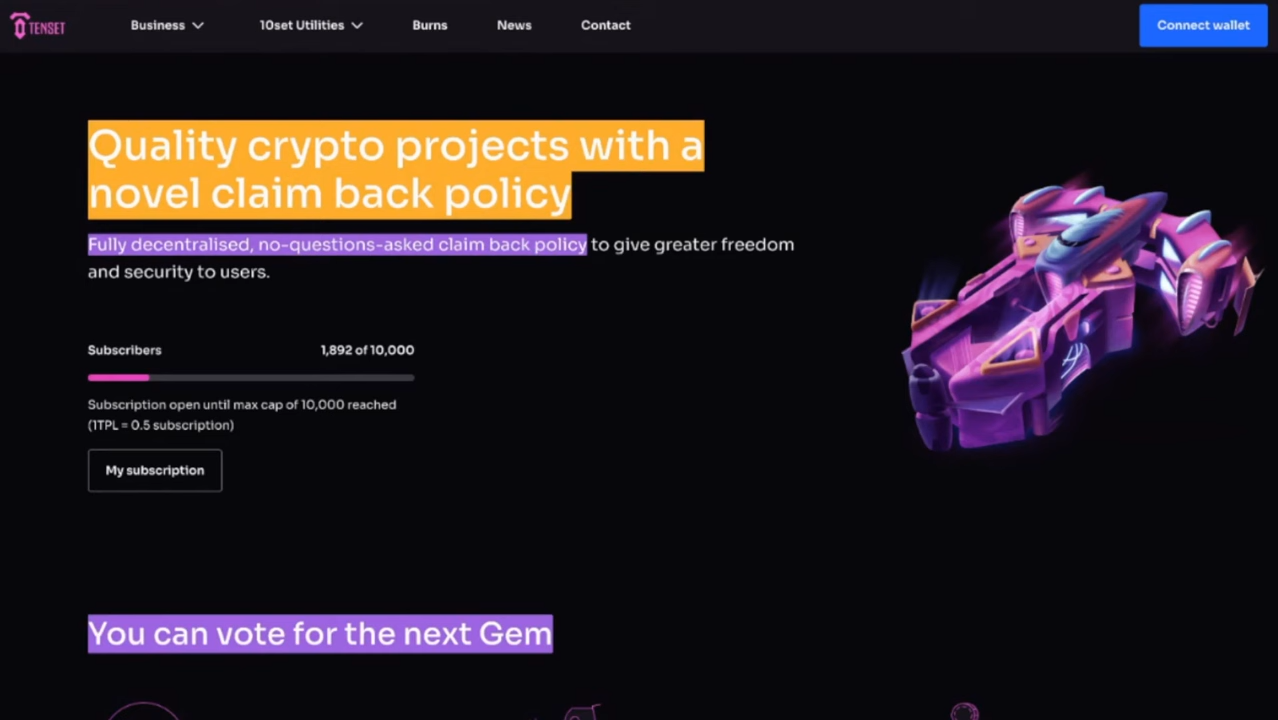 TENSET
Business
10set Utilities
Burns
News
Contact
Connect wallet
Quality crypto projects with a
novel claim back policy
Fully decentralised, no-questions-asked claim back policy to give greater freedom
and security to users.
Subscribers
1,892 of 10,000
Subscription open until max cap of 10,000 reached
(1TPL = 0.5 subscription)
My subscription
You can vote for the next Gem